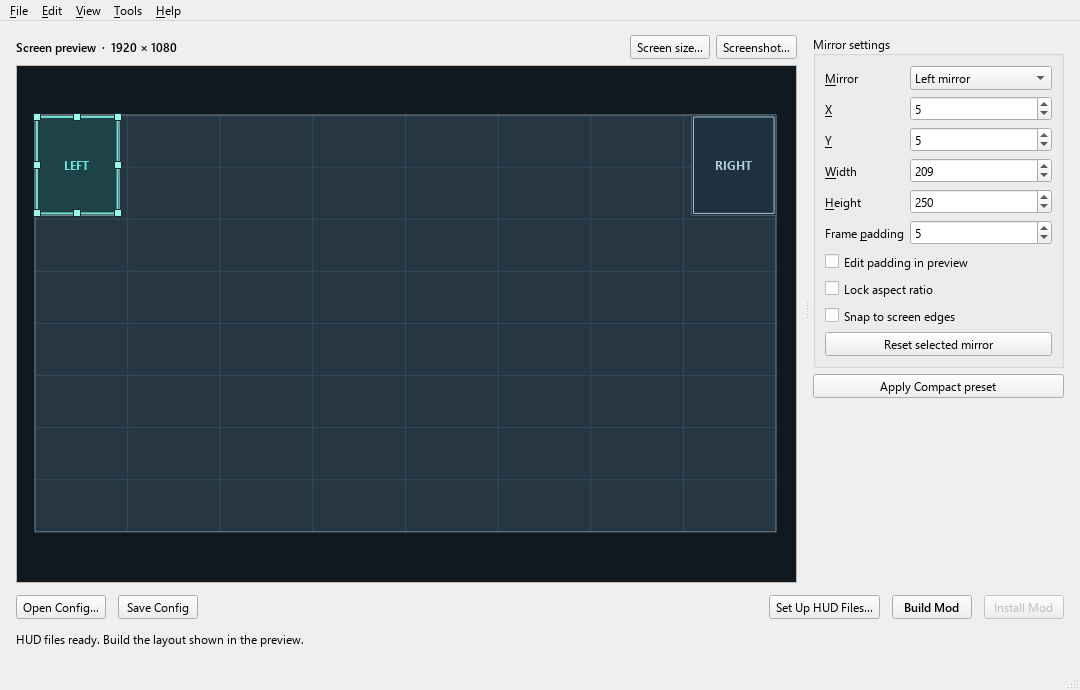 File Edit View Tools Help
Screen preview · 1920 × 1080
Screen size...
Screenshot...
LEFT
RIGHT
Mirror settings
Mirror Left mirror
X 5
Y 5
Width 209
Height 250
Frame padding 5
Edit padding in preview
Lock aspect ratio
Snap to screen edges
Reset selected mirror
Apply Compact preset
Open Config...
Save Config
Set Up HUD Files...
Build Mod
Install Mod
HUD files ready. Build the layout shown in the preview.